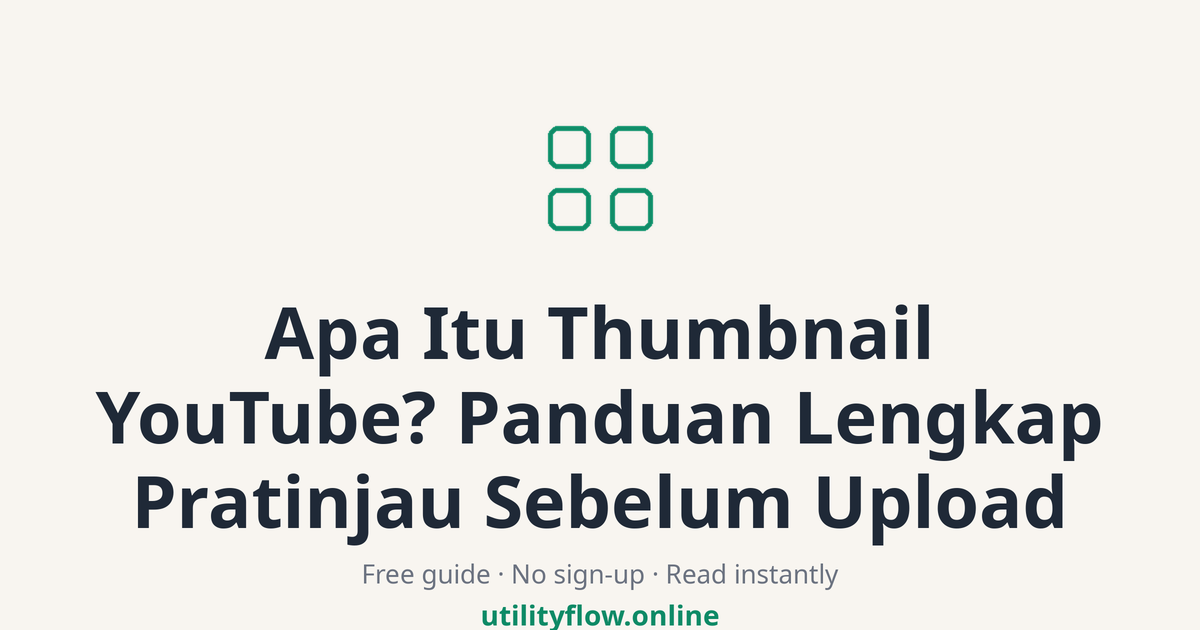 Apa Itu Thumbnail
YouTube? Panduan Lengkap
Pratinjau Sebelum Upload
Free guide · No sign-up · Read instantly
utilityflow.online